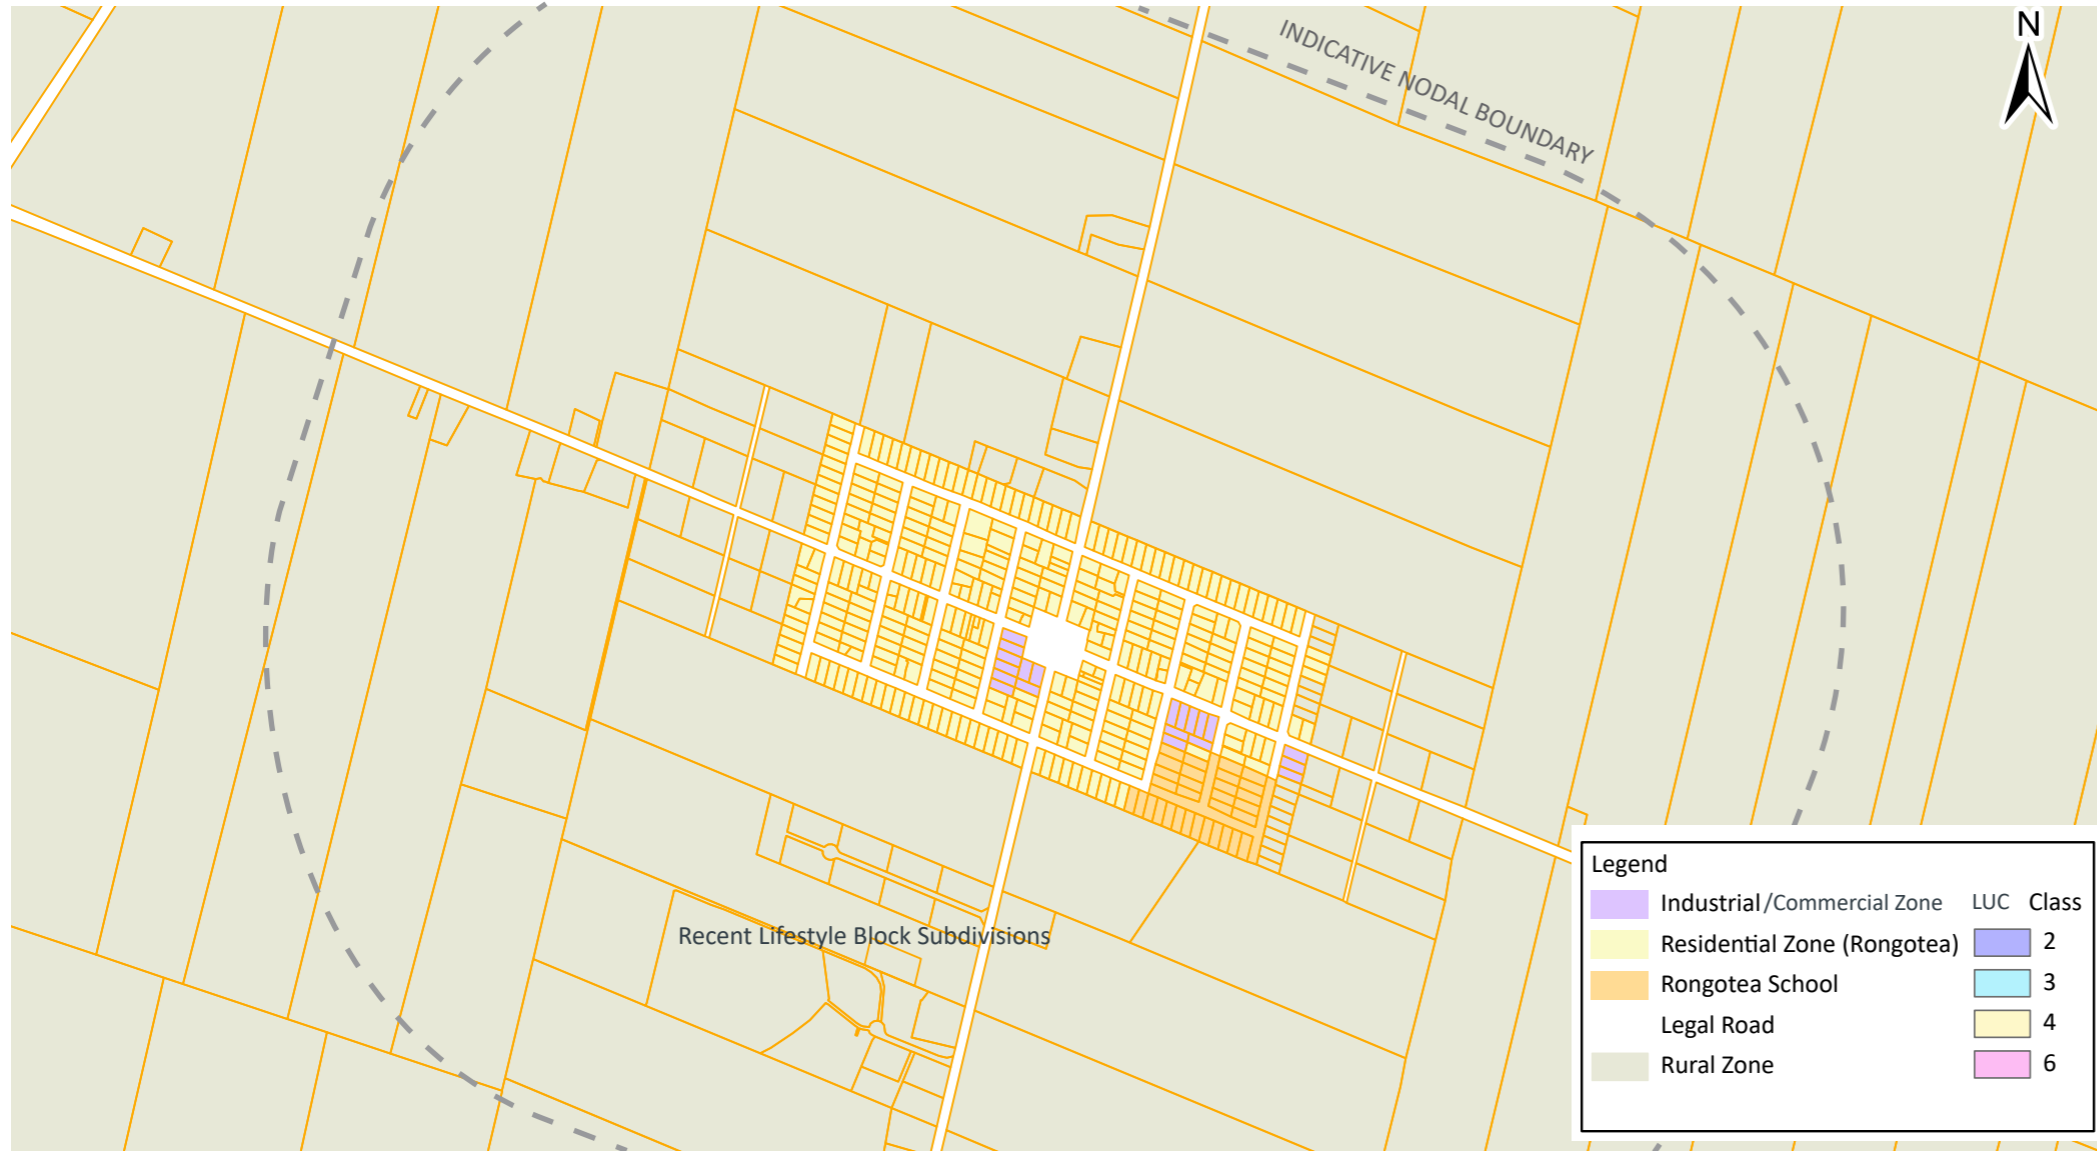 N
INDICATIVE NODAL BOUNDARY
Recent Lifestyle Block Subdivisions
Legend
Industrial/Commercial Zone LUC Class
Residential Zone (Rongotea) 2
Rongotea School 3
Legal Road 4
Rural Zone 6